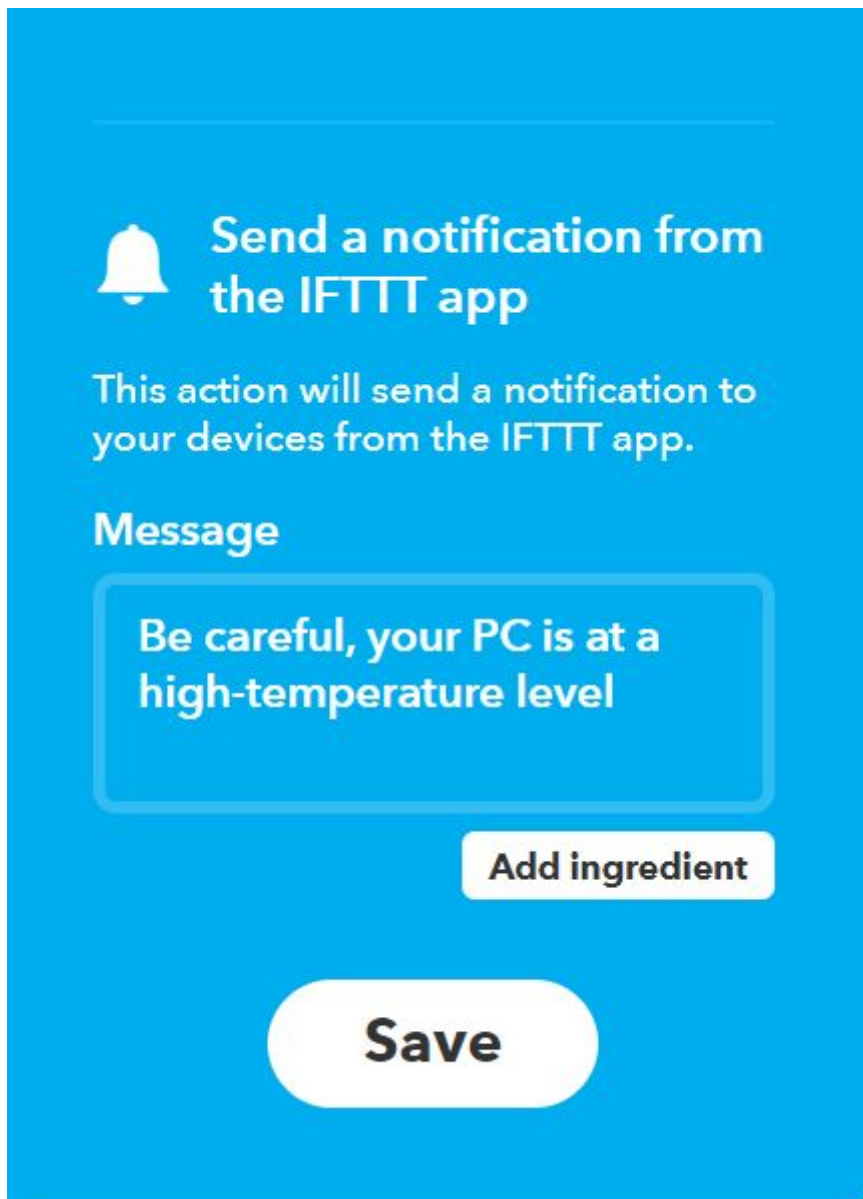 Send a notification from
the IFTTT app
This action will send a notification to
your devices from the IFTTT app.
Message
Be careful, your PC is at a
high-temperature level
Add ingredient
Save